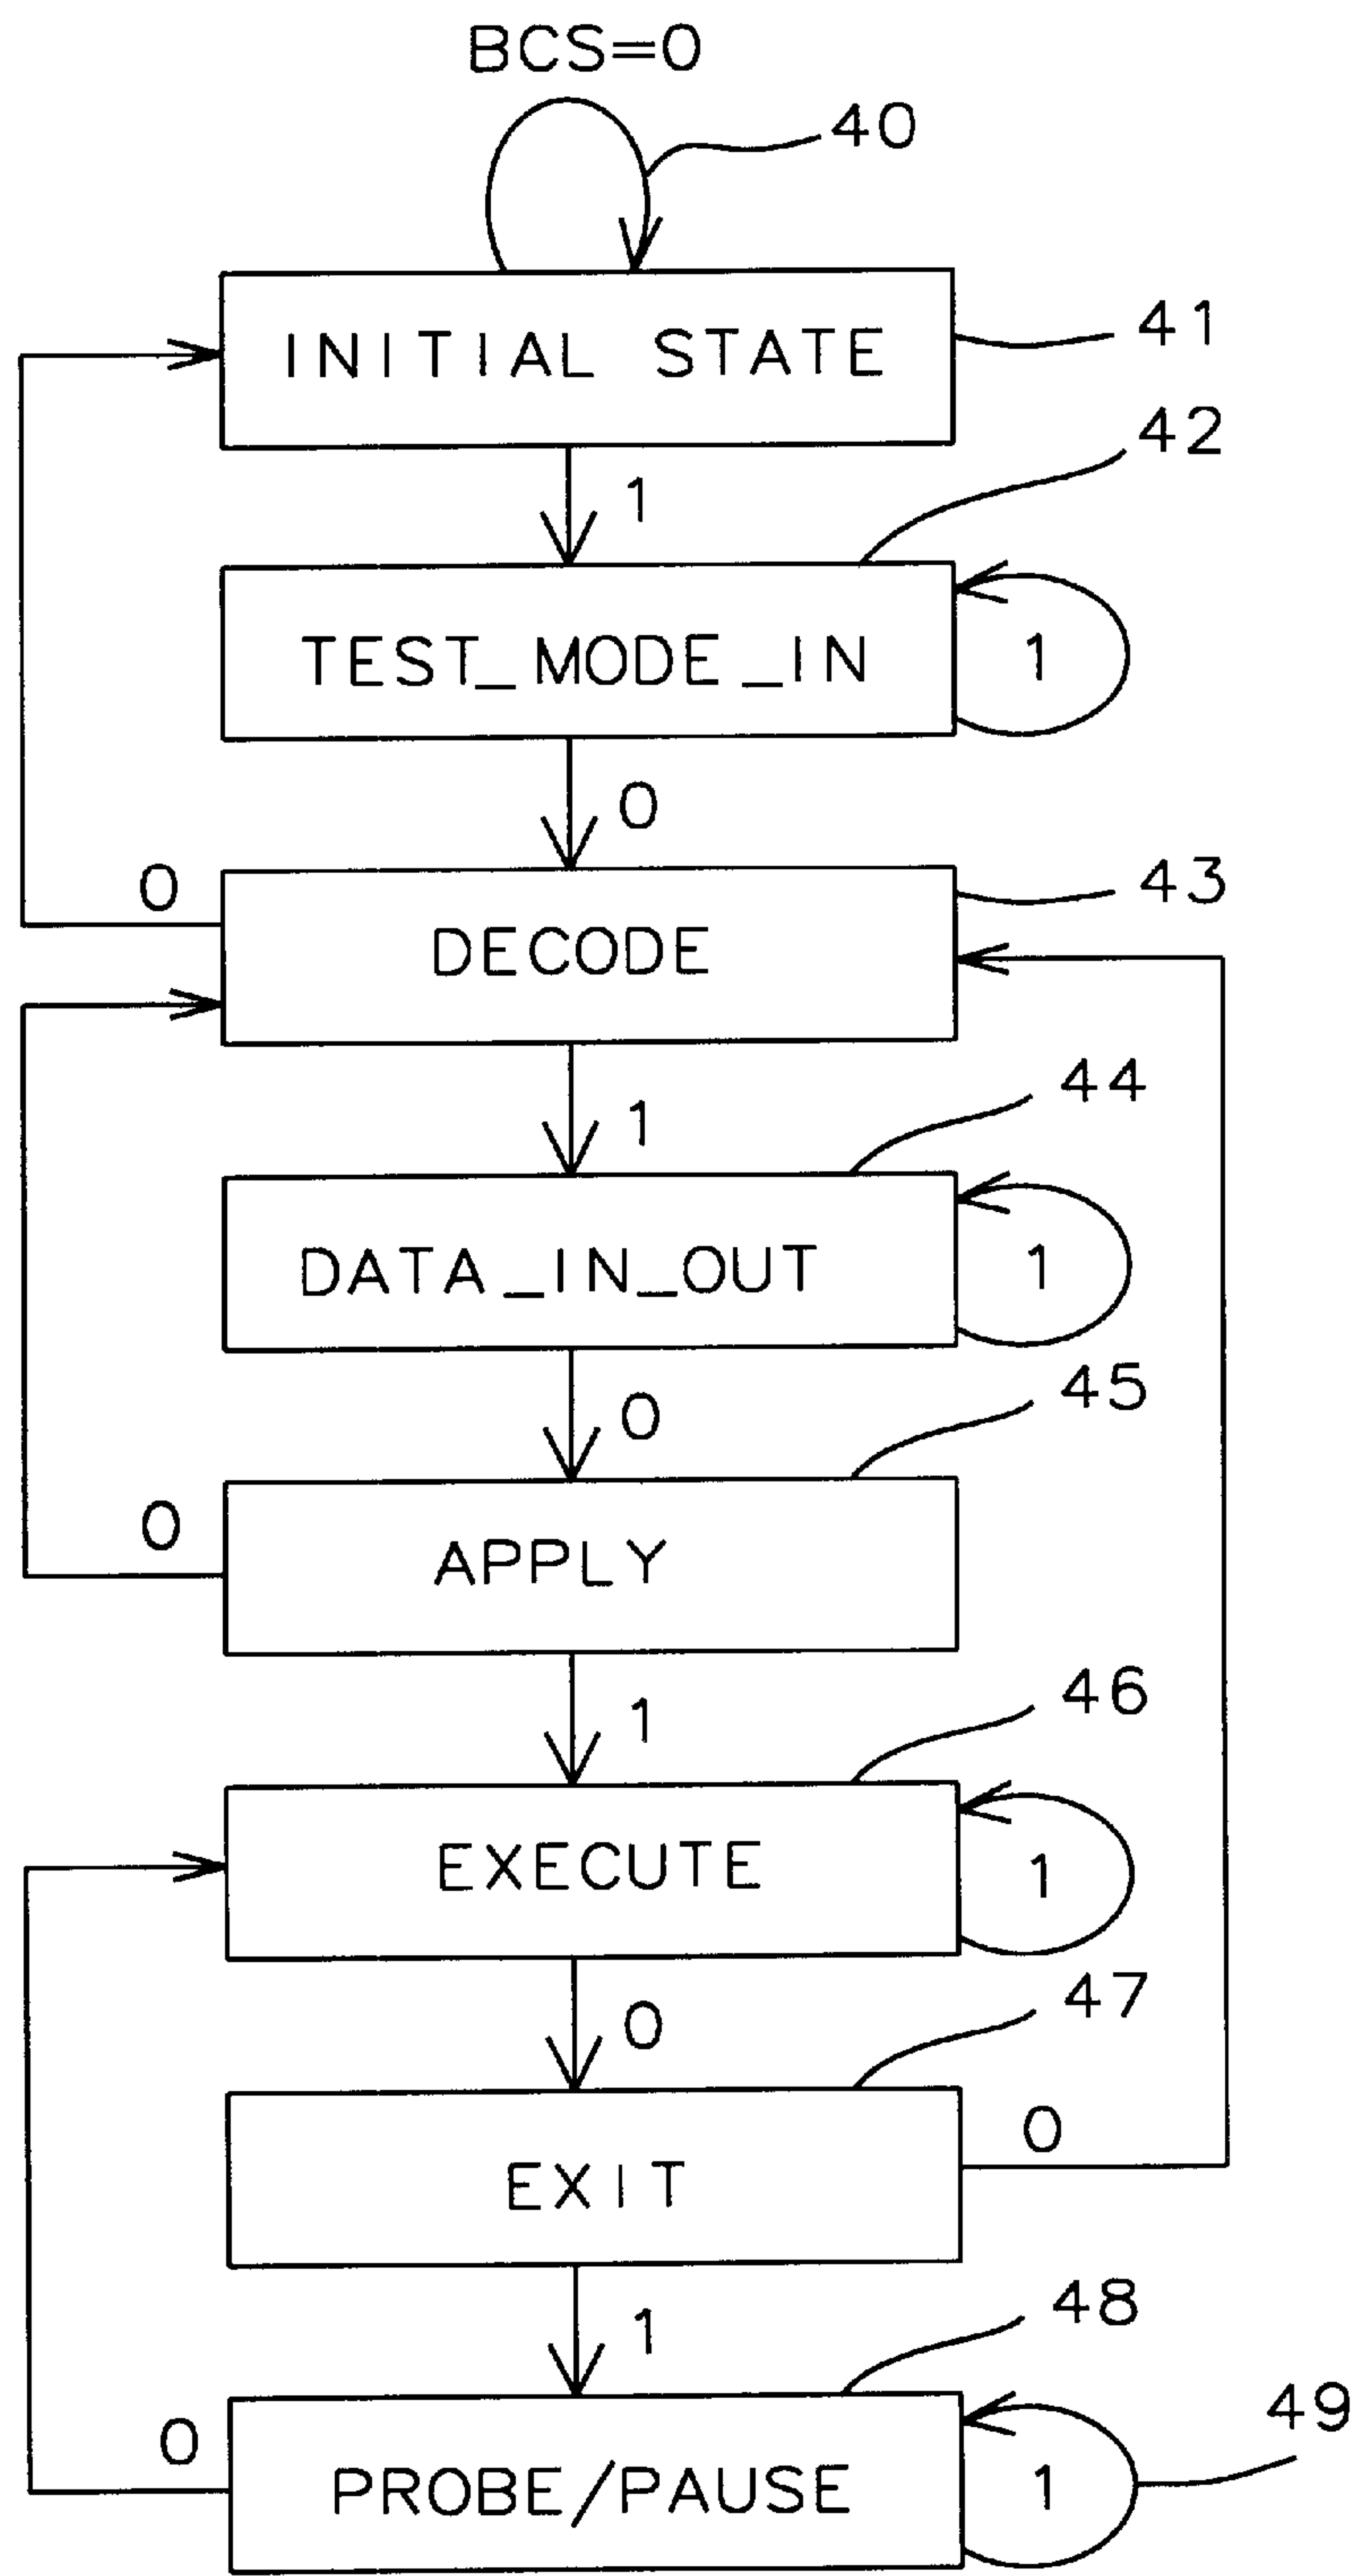 BCS=0
40
INITIAL STATE
41
1
42
TEST_MODE_IN
1
0
0
43
DECODE
1
44
DATA_IN_OUT
1
0
45
0
APPLY
1
46
EXECUTE
1
0
47
0
EXIT
1
48
0
PROBE/PAUSE
1
49